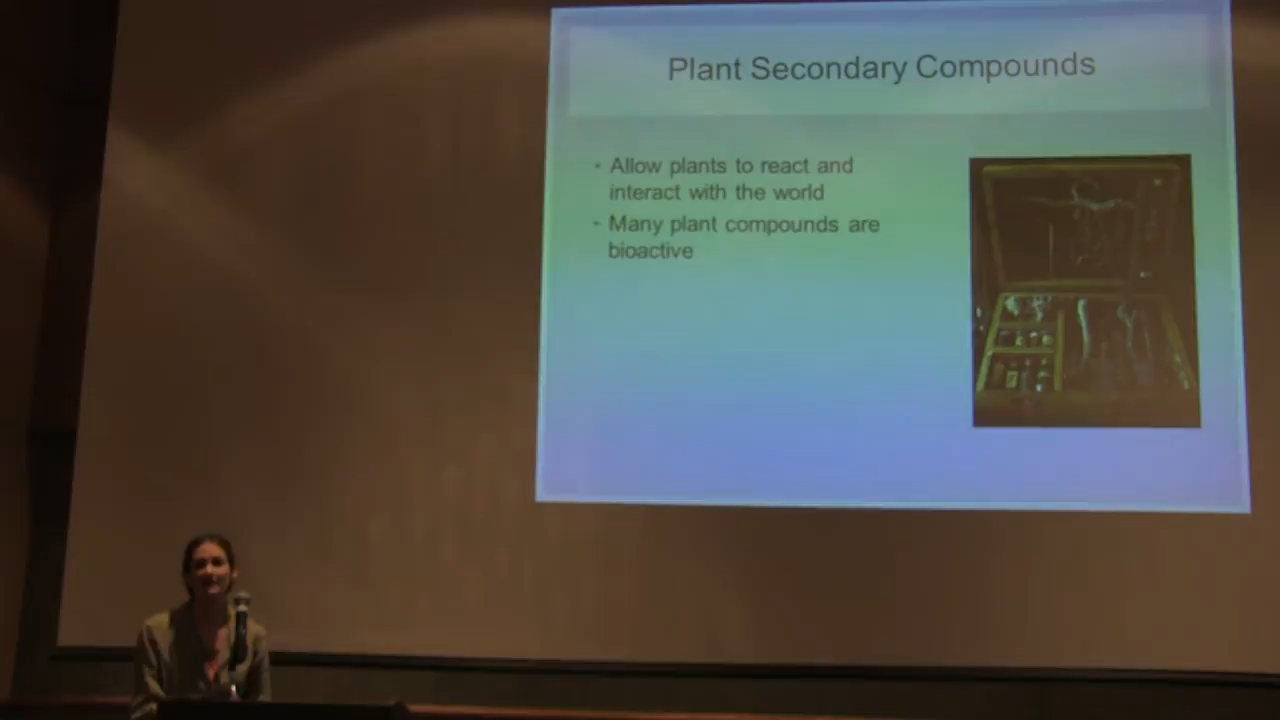 Plant Secondary Compounds
• Allow plants to react and
interact with the world
• Many plant compounds are
bioactive